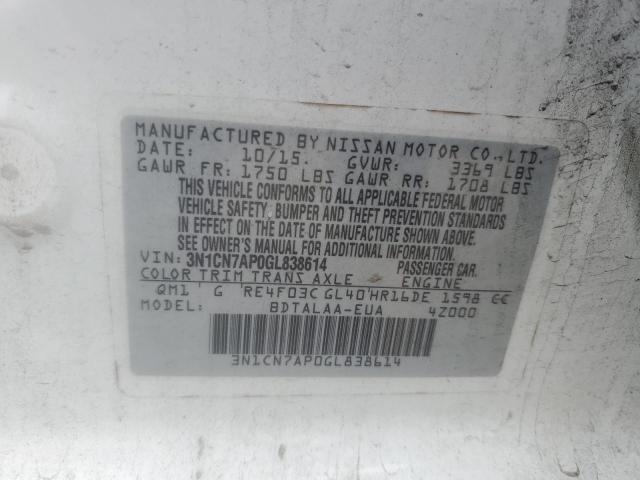 MANUFACTURED BY NISSAN MOTOR CO., LTD.
DATE: 10/15. GVWR: 3369 LBS
GAWR FR: 1750 LBS GAWR RR: 1708 LBS
THIS VEHICLE CONFORMS TO ALL APPLICABLE FEDERAL MOTOR
VEHICLE SAFETY, BUMPER AND THEFT PREVENTION STANDARDS
IN EFFECT ON THE DATE OF MANUFACTURE SHOWN ABOVE.
SEE OWNER'S MANUAL FOR ADDITIONAL INFORMATION.
VIN: 3N1CN7AP0GL838614 PASSENGER CAR.
COLOR TRIM TRANS AXLE ENGINE
QM1 G RE4F03C GL40 HR16DE 1598 CC
MODEL: BDTALAA-EUA 4Z000
3N1CN7AP0GL838614